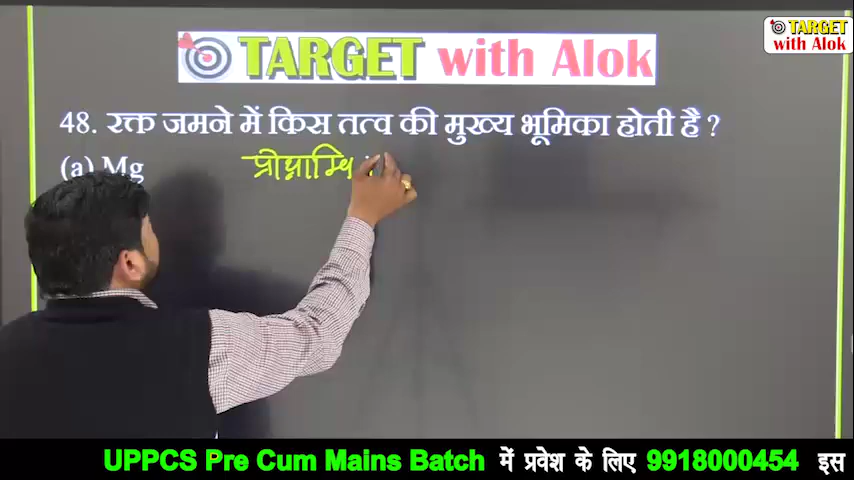 TARGET with Alok
TARGET
with Alok
48. रक्त जमने में किस तत्व की मुख्य भूमिका होती है ?
(a) Mg
प्रोथ्राम्बि
UPPCS Pre Cum Mains Batch में प्रवेश के लिए 9918000454 इस